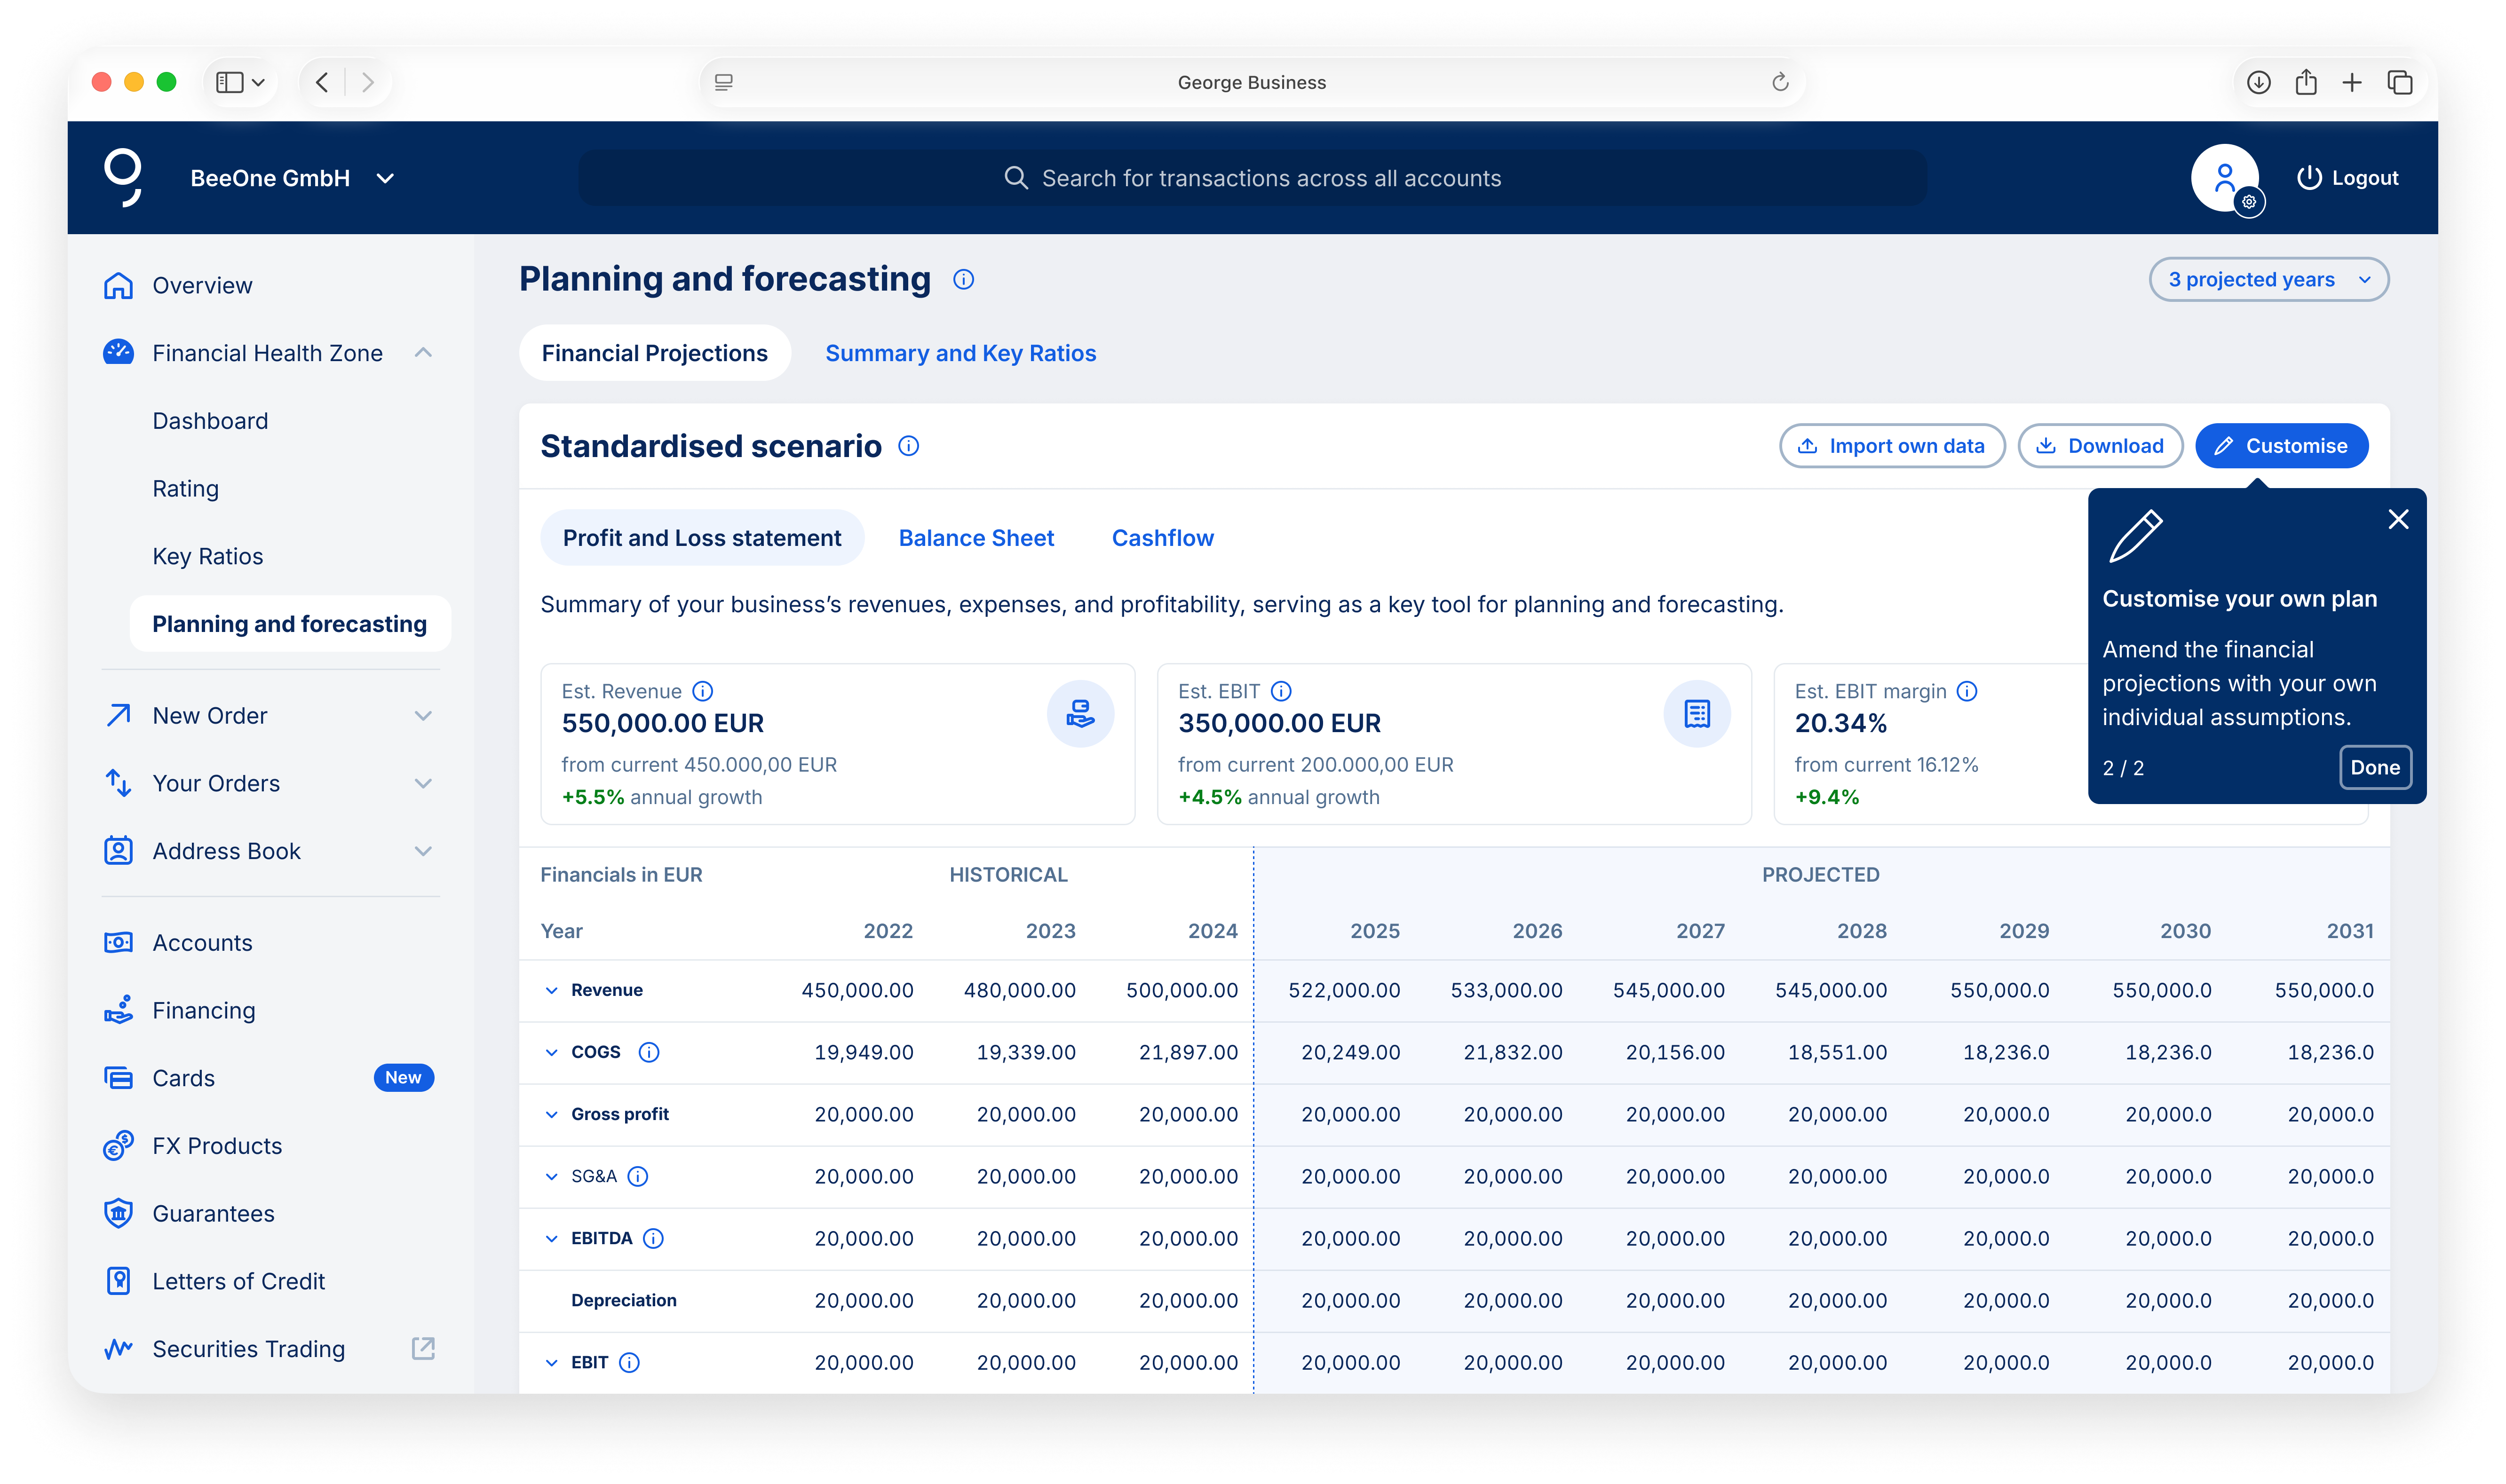 George Business
BeeOne GmbH
Search for transactions across all accounts
Logout
Overview
Financial Health Zone
Dashboard
Rating
Key Ratios
Planning and forecasting
New Order
Your Orders
Address Book
Accounts
Financing
Cards New
FX Products
Guarantees
Letters of Credit
Securities Trading
Planning and forecasting
3 projected years
Financial Projections Summary and Key Ratios
Standardised scenario
Import own data Download Customise
Profit and Loss statement Balance Sheet Cashflow
Summary of your business’s revenues, expenses, and profitability, serving as a key tool for planning and forecasting.
Est. Revenue
550,000.00 EUR
from current 450.000,00 EUR
+5.5% annual growth
Est. EBIT
350,000.00 EUR
from current 200.000,00 EUR
+4.5% annual growth
Est. EBIT margin
20.34%
from current 16.12%
+9.4%
Customise your own plan
Amend the financial
projections with your own
individual assumptions.
2 / 2 Done
Financials in EUR HISTORICAL PROJECTED
Year 2022 2023 2024 2025 2026 2027 2028 2029 2030 2031
Revenue 450,000.00 480,000.00 500,000.00 522,000.00 533,000.00 545,000.00 545,000.00 550,000.0 550,000.0 550,000.0
COGS 19,949.00 19,339.00 21,897.00 20,249.00 21,832.00 20,156.00 18,551.00 18,236.0 18,236.0 18,236.0
Gross profit 20,000.00 20,000.00 20,000.00 20,000.00 20,000.00 20,000.00 20,000.00 20,000.0 20,000.0 20,000.0
SG&A 20,000.00 20,000.00 20,000.00 20,000.00 20,000.00 20,000.00 20,000.00 20,000.0 20,000.0 20,000.0
EBITDA 20,000.00 20,000.00 20,000.00 20,000.00 20,000.00 20,000.00 20,000.00 20,000.0 20,000.0 20,000.0
Depreciation 20,000.00 20,000.00 20,000.00 20,000.00 20,000.00 20,000.00 20,000.00 20,000.0 20,000.0 20,000.0
EBIT 20,000.00 20,000.00 20,000.00 20,000.00 20,000.00 20,000.00 20,000.00 20,000.0 20,000.0 20,000.0